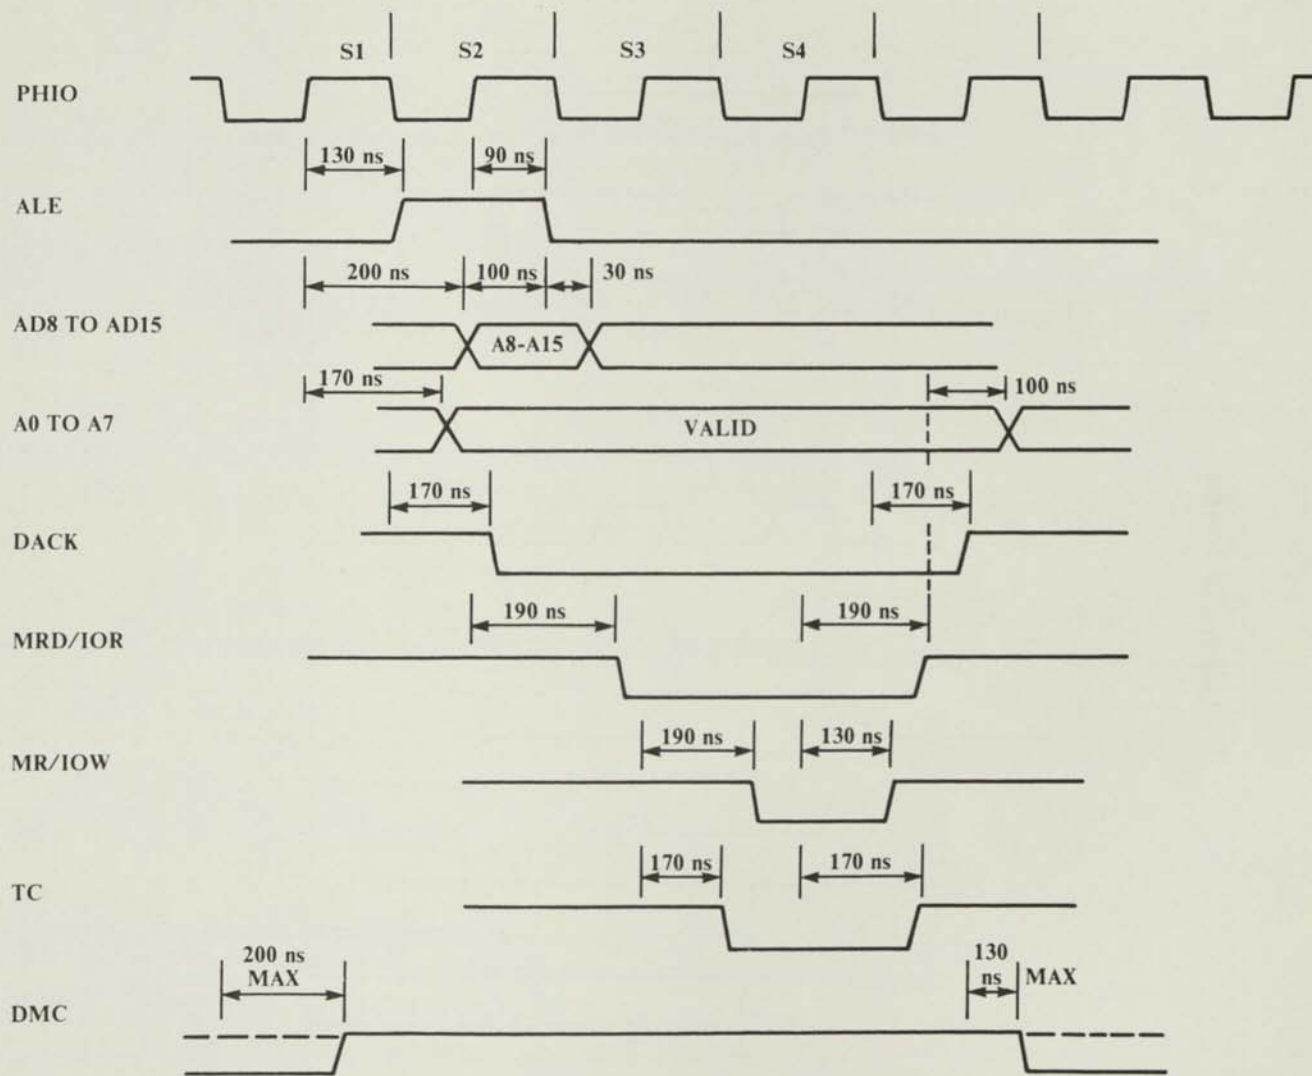 S1 S2 S3 S4
PHIO
130 ns 90 ns
ALE
200 ns 100 ns 30 ns
AD8 TO AD15
A8-A15
170 ns 100 ns
A0 TO A7
VALID
170 ns 170 ns
DACK
190 ns 190 ns
MRD/IOR
190 ns 130 ns
MR/IOW
170 ns 170 ns
TC
200 ns
MAX
130
ns MAX
DMC